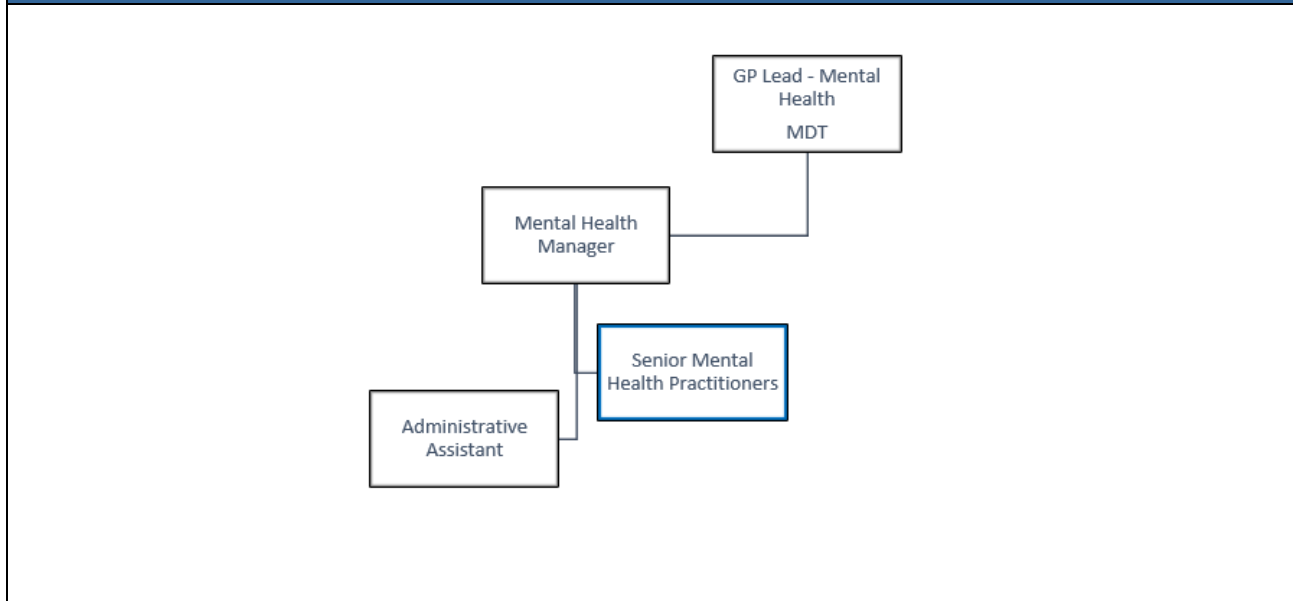 GP Lead - Mental
Health
MDT
Mental Health
Manager
Senior Mental
Health Practitioners
Administrative
Assistant